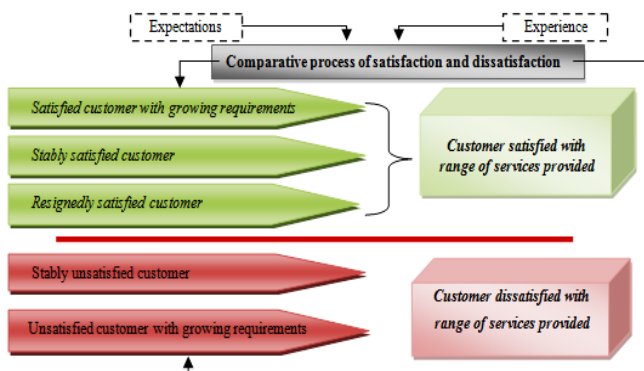 Expectations
Experience
Comparative process of satisfaction and dissatisfaction
Satisfied customer with growing requirements
Stably satisfied customer
Resignedly satisfied customer
Customer satisfied with
range of services provided
Stably unsatisfied customer
Unsatisfied customer with growing requirements
Customer dissatisfied with
range of services provided